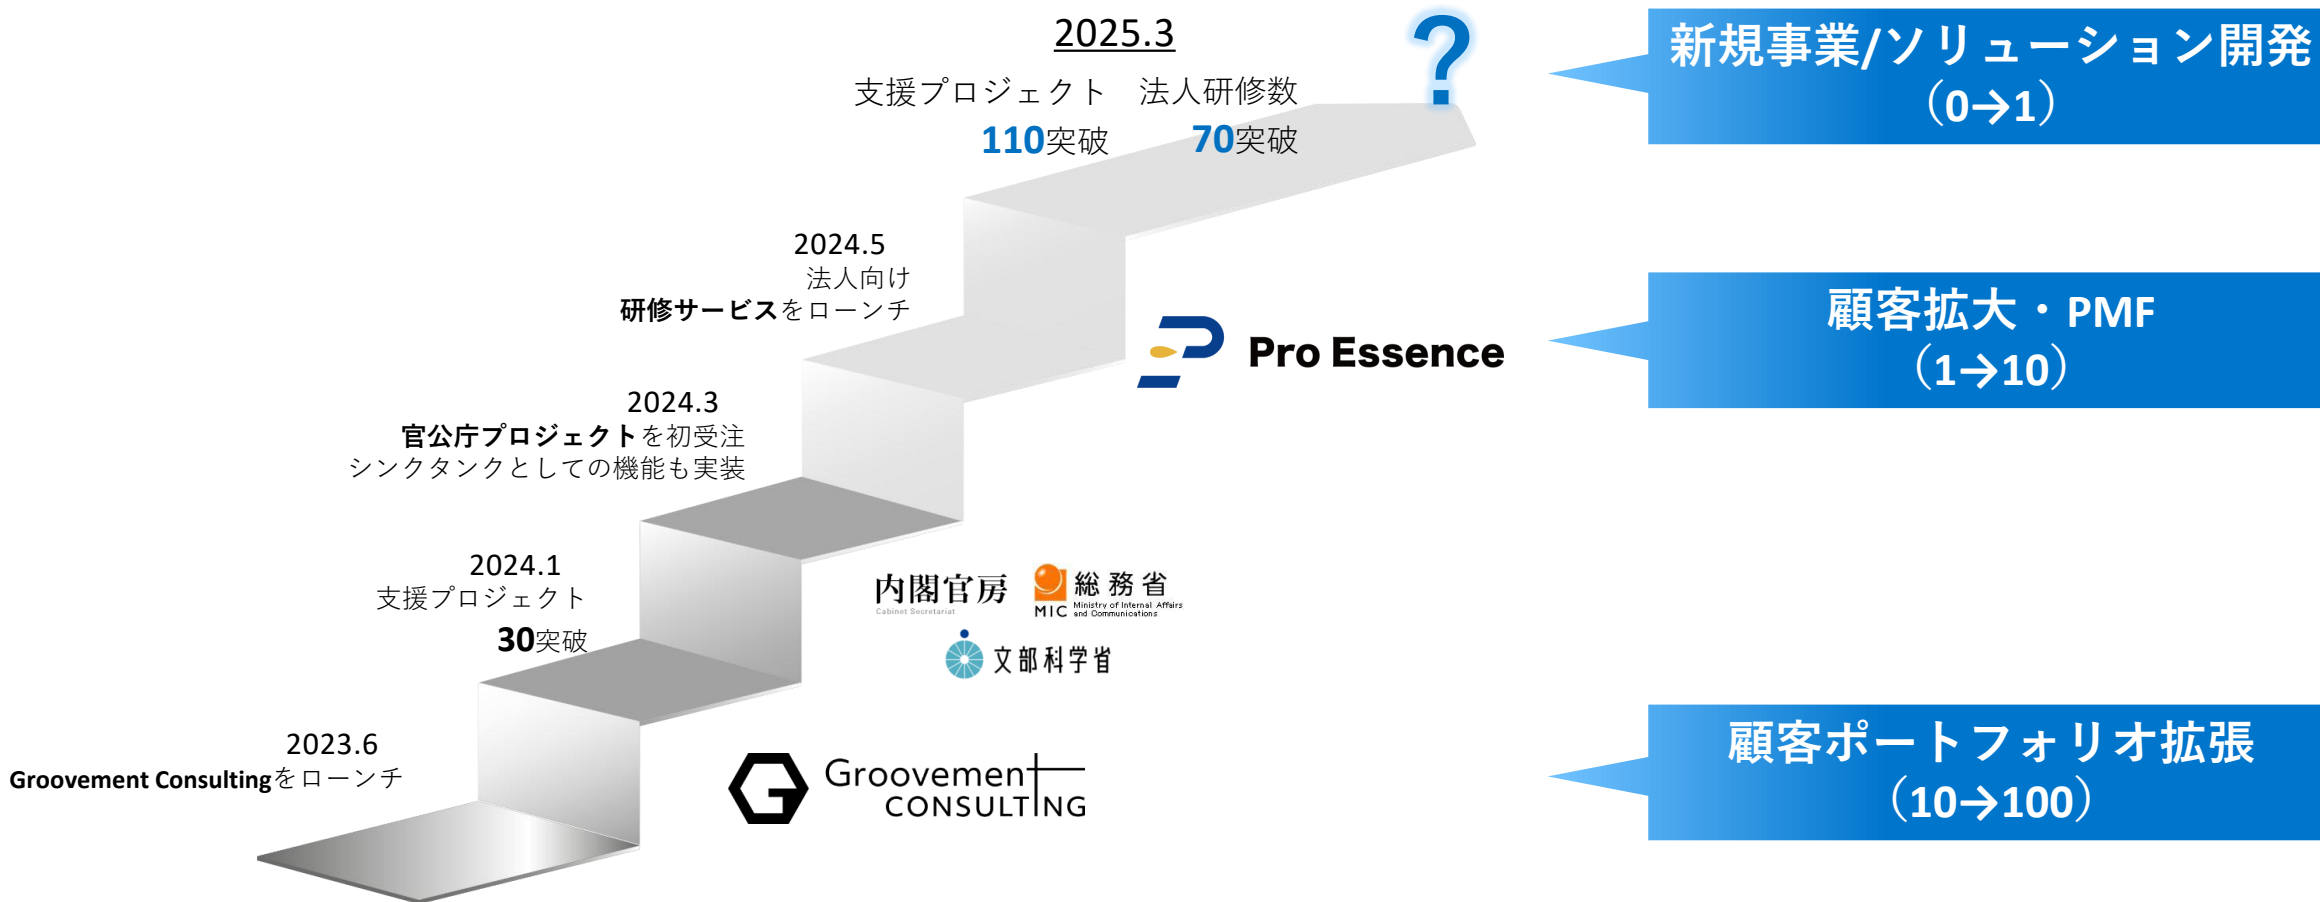 2025.3
支援プロジェクト 法人研修数
110突破 70突破
?
新規事業/ソリューション開発
（0→1）
2024.5
法人向け
研修サービスをローンチ
Pro Essence
顧客拡大・PMF
（1→10）
2024.3
官公庁プロジェクトを初受注
シンクタンクとしての機能も実装
2024.1
支援プロジェクト
30突破
内閣官房
Cabinet Secretariat
総務省
MIC Ministry of Internal Affairs
and Communications
文部科学省
2023.6
Groovement Consultingをローンチ
Groovement
CONSULTING
顧客ポートフォリオ拡張
（10→100）